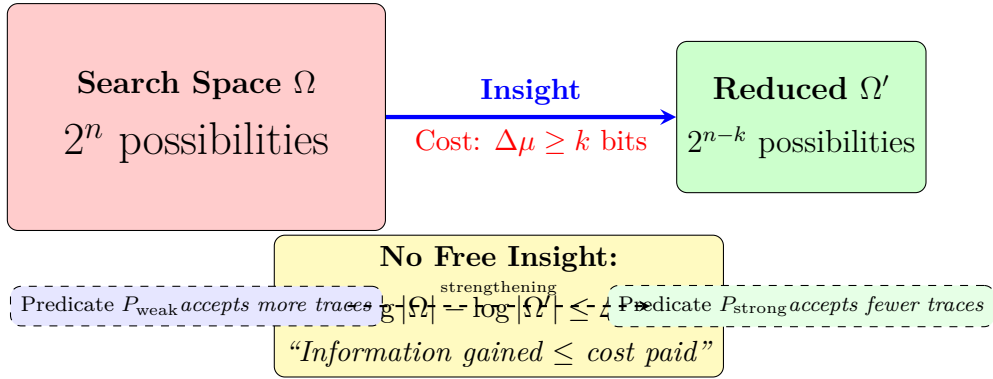 Search Space Ω
2ⁿ possibilities
Insight
Cost: Δμ ≥ k bits
Reduced Ω′
2ⁿ⁻ᵏ possibilities
No Free Insight:
strengthening
Predicate P_weak accepts more traces
g |Ω| − log |Ω′| ≤
Predicate P_strong accepts fewer traces
“Information gained ≤ cost paid”